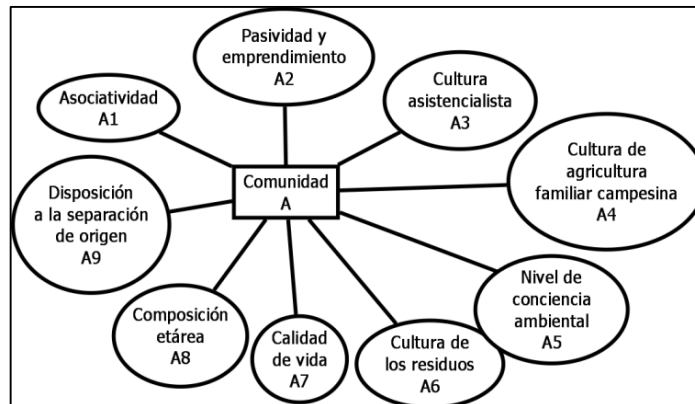 Pasividad y
emprendimiento
A2
Asociatividad
A1
Cultura
asistencialista
A3
Comunidad
A
Cultura de
agricultura
familiar campesina
A4
Disposición
a la separación
de origen
A9
Nivel de
conciencia
ambiental
A5
Composición
etárea
A8
Calidad
de vida
A7
Cultura de
los residuos
A6